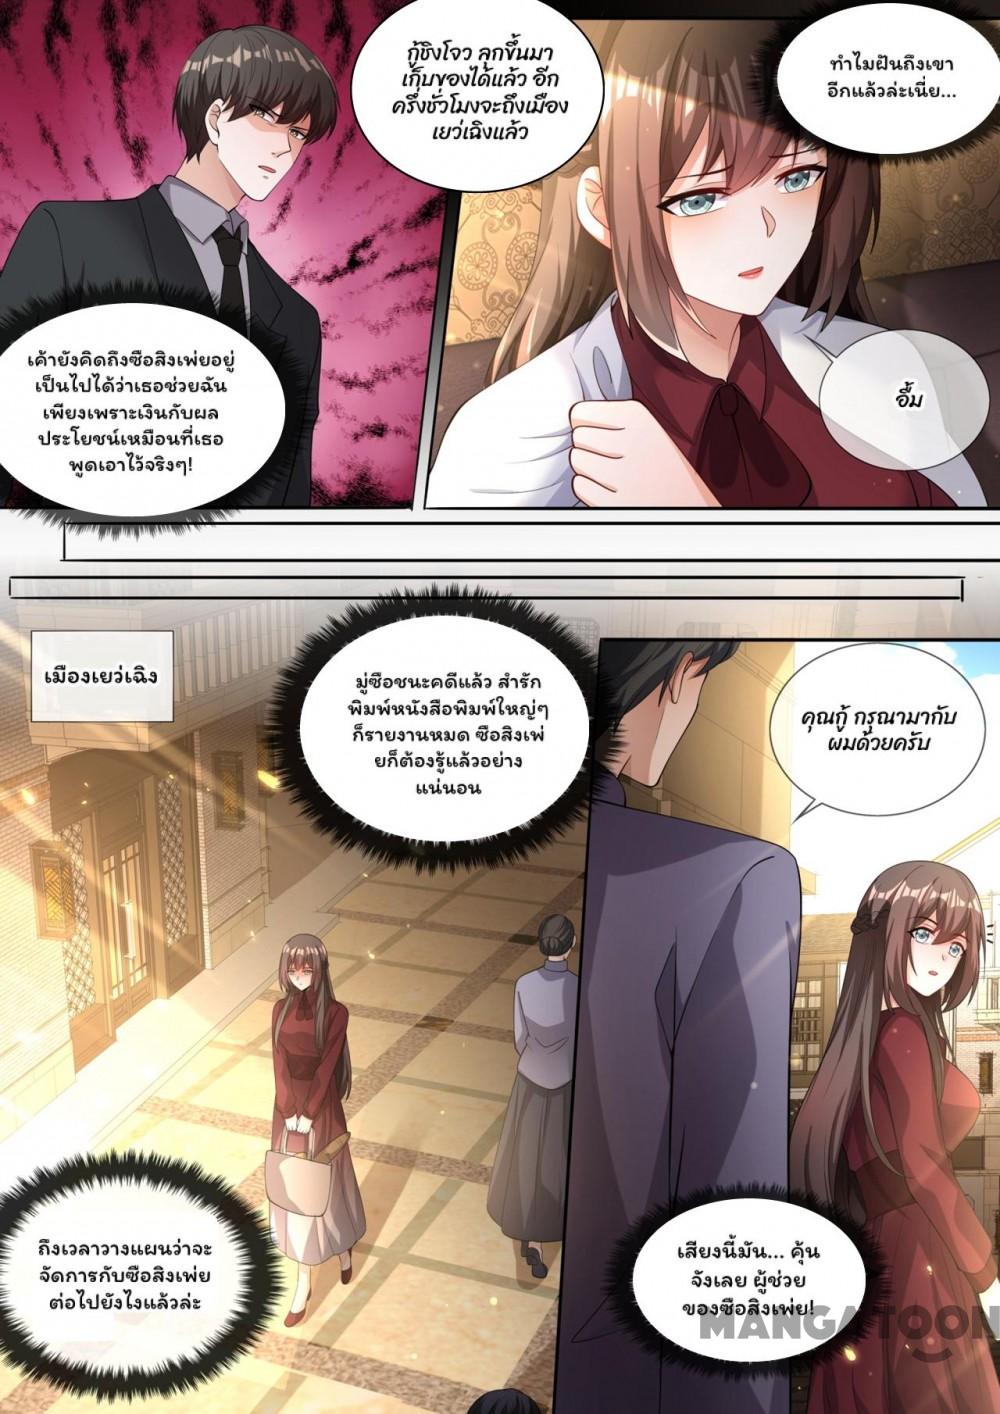 กู้ชิงโจว ลุกขึ้นมา
เก็บของได้แล้ว อีก
ครึ่งชั่วโมงจะถึงเมือง
เยว่เฉิงแล้ว
ทำไมฝันถึงเขา
อีกแล้วล่ะเนี่ย...
เค้ายังคิดถึงซือสิงเพ่ยอยู่
เป็นไปได้ว่าเธอช่วยฉัน
เพียงเพราะเงินกับผล
ประโยชน์เหมือนที่เธอ
พูดเอาไว้จริงๆ!
อื้ม
เมืองเยว่เฉิง
มู่ซือชนะคดีแล้ว สำรัก
พิมพ์หนังสือพิมพ์ใหญ่ๆ
ก็รายงานหมด ซือสิงเพ่
ยก็ต้องรู้แล้วอย่าง
แน่นอน
คุณกู้ กรุณามากับ
ผมด้วยครับ
ถึงเวลาวางแผนว่าจะ
จัดการกับซือสิงเพ่ย
ต่อไปยังไงแล้วล่ะ
เสียงนี้มัน... คุ้น
จังเลย ผู้ช่วย
ของซือสิงเพ่ย!
MANGATOON